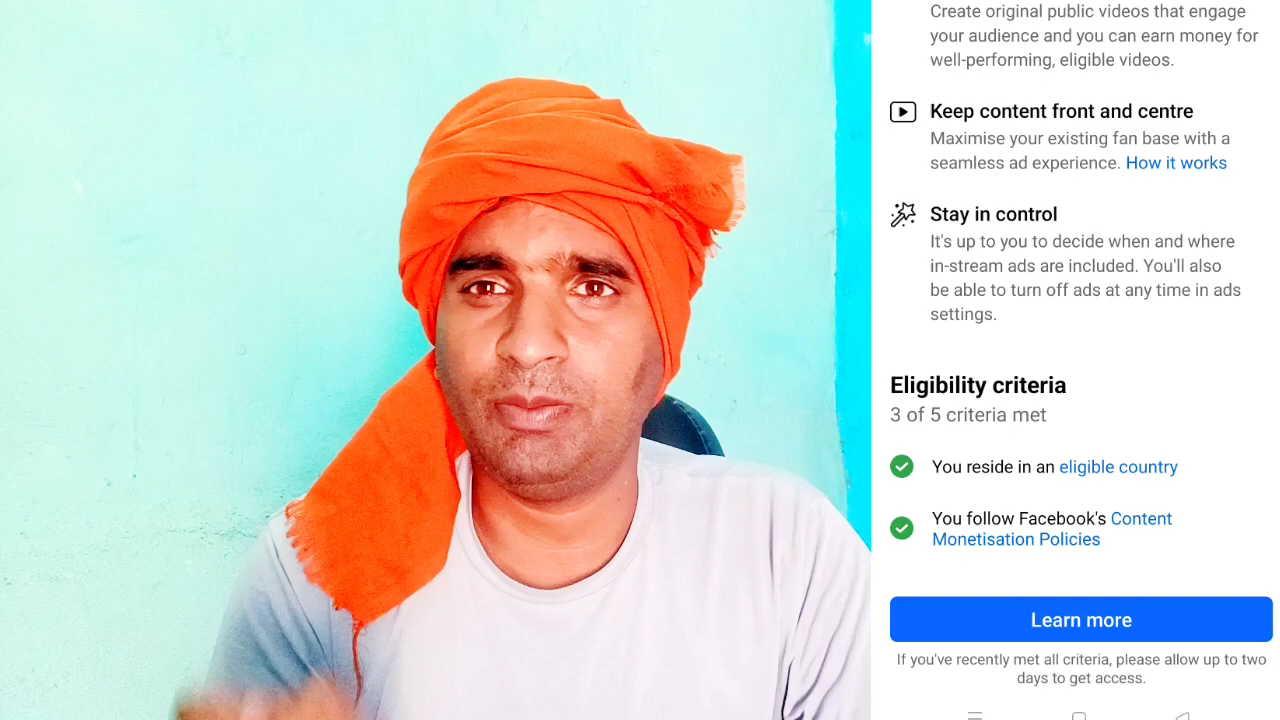 Create original public videos that engage
your audience and you can earn money for
well-performing, eligible videos.
Keep content front and centre
Maximise your existing fan base with a
seamless ad experience. How it works
Stay in control
It's up to you to decide when and where
in-stream ads are included. You'll also
be able to turn off ads at any time in ads
settings.
Eligibility criteria
3 of 5 criteria met
You reside in an eligible country
You follow Facebook's Content
Monetisation Policies
Learn more
If you've recently met all criteria, please allow up to two
days to get access.